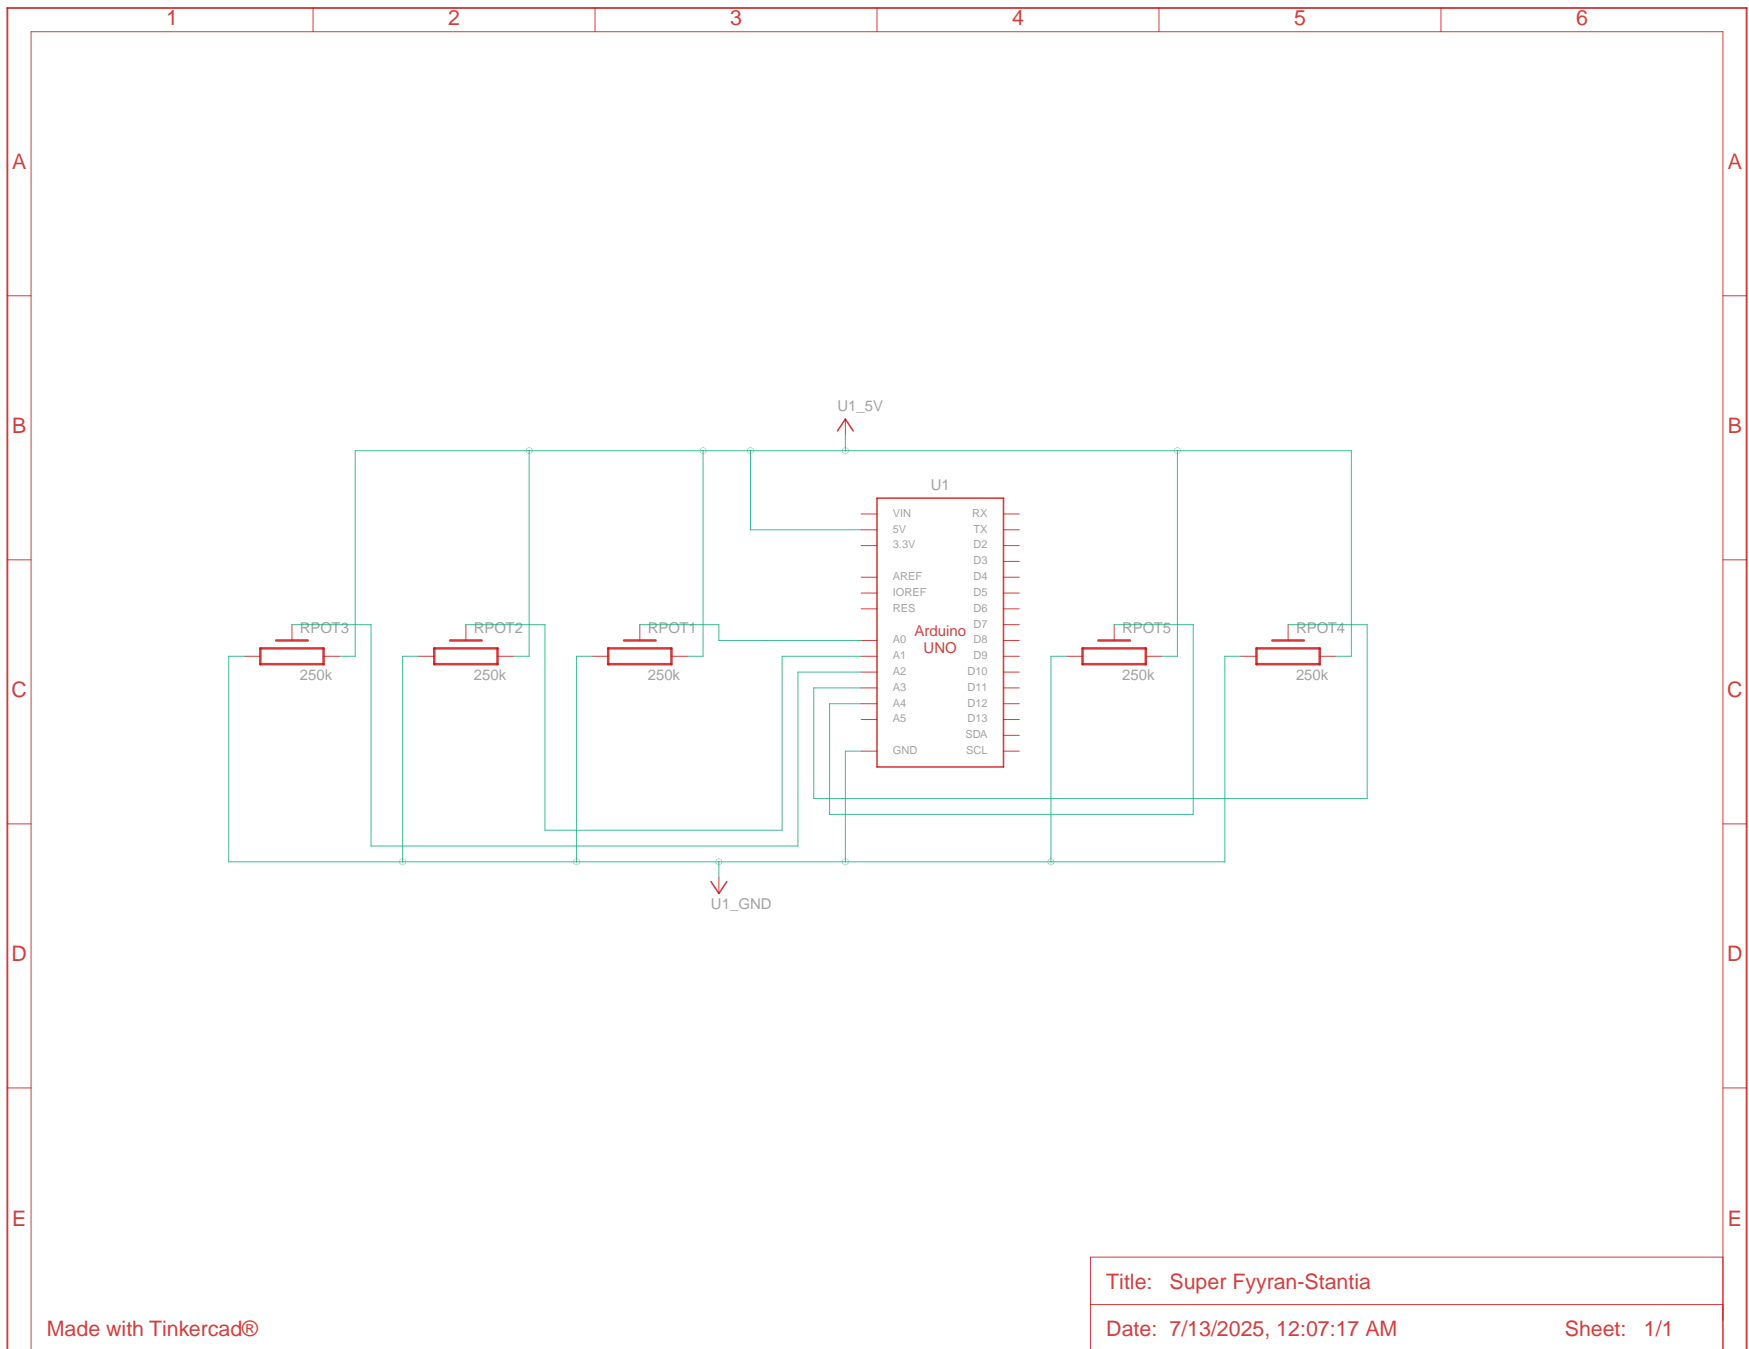 1 2 3 4 5 6
A A
B B
C C
D D
E E
U1_5V
U1
VIN RX
5V TX
3.3V D2
D3
AREF D4
IOREF D5
RES D6
D7
A0 D8
A1 D9
A2 D10
A3 D11
A4 D12
A5 D13
SDA
GND SCL
Arduino
UNO
RPOT3 RPOT2 RPOT1 RPOT5 RPOT4
250k 250k 250k 250k 250k
U1_GND
Title: Super Fyyran-Stantia
Made with Tinkercad® Date: 7/13/2025, 12:07:17 AM Sheet: 1/1